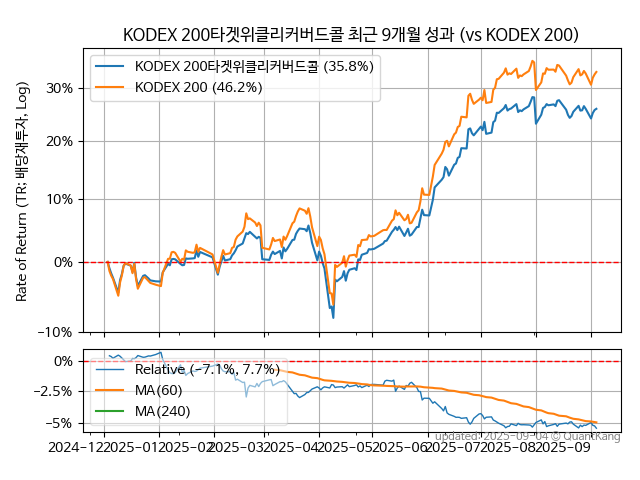 KODEX 200타겟위클리커버드콜 최근 9개월 성과 (vs KODEX 200)
KODEX 200타겟위클리커버드콜 (35.8%)
KODEX 200 (46.2%)
30%
20%
10%
0%
−10%
Rate of Return (TR; 배당재투자, Log)
Relative (−7.1%, 7.7%)
MA(60)
MA(240)
0%
−2.5%
−5%
2024−12
2025−01
2025−02
2025−03
2025−04
2025−05
2025−06
2025−07
2025−08
2025−09
updated: 2025−09−04 © QuantKang